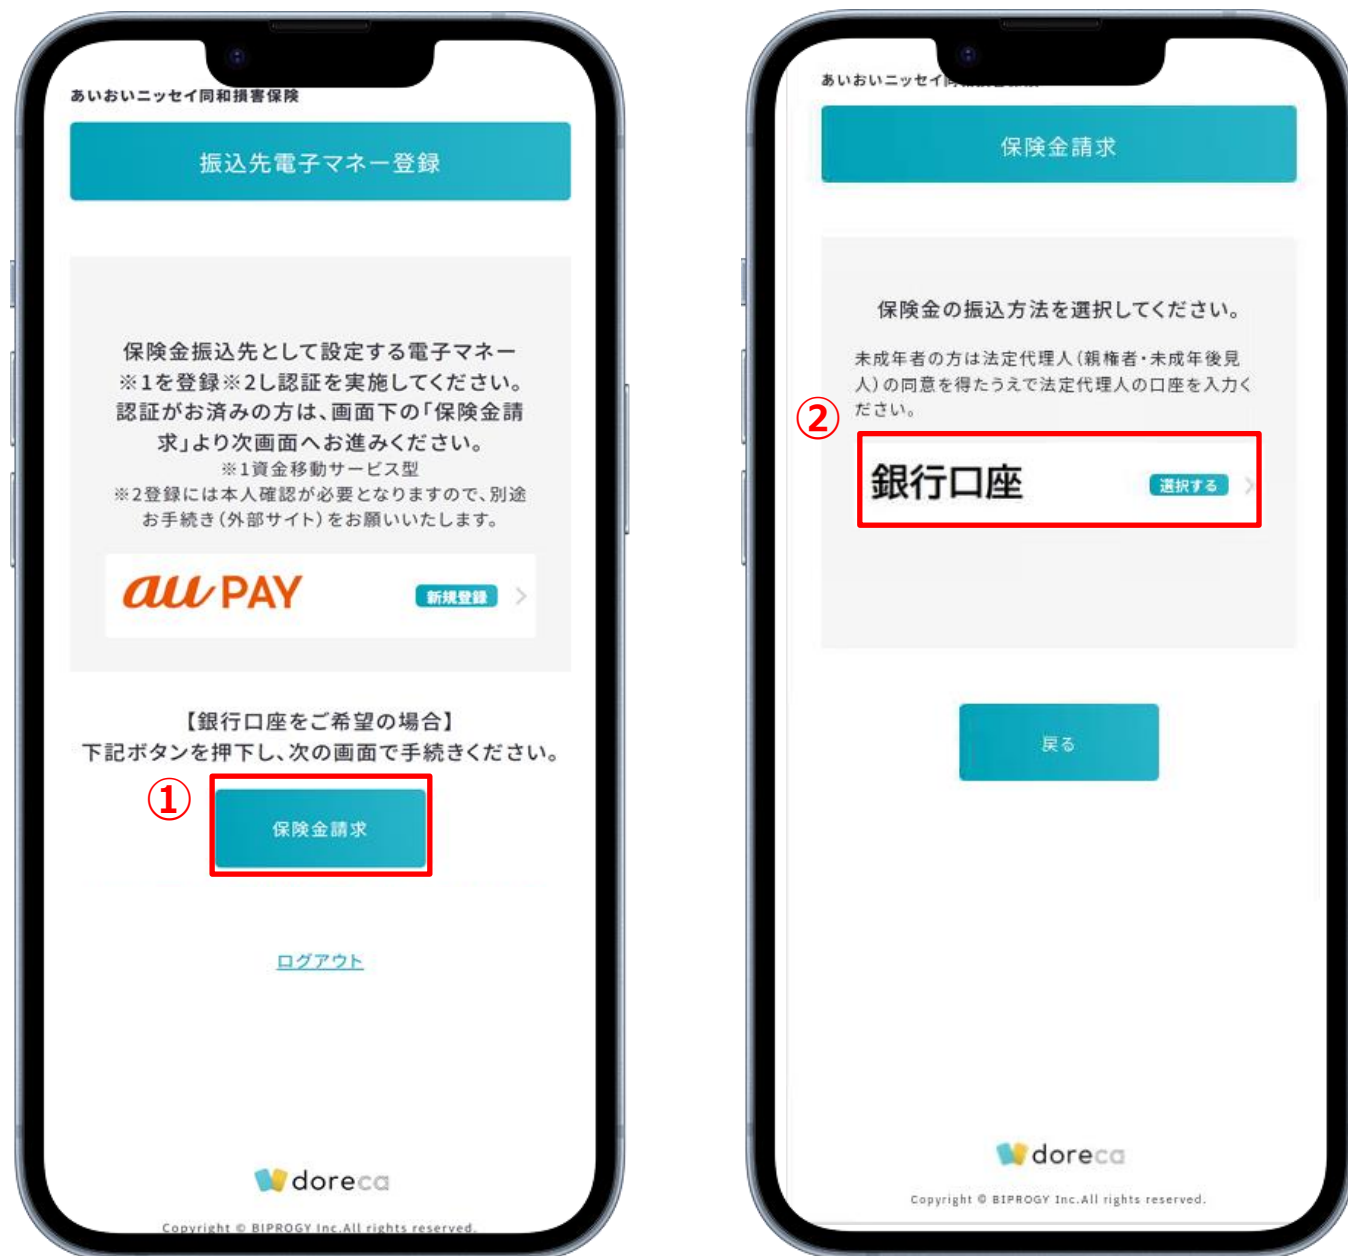 あいおいニッセイ同和損害保険
振込先電子マネー登録
保険金振込先として設定する電子マネー
※1を登録※2し認証を実施してください。
認証がお済みの方は、画面下の「保険金請
求」より次画面へお進みください。
※1資金移動サービス型
※2登録には本人確認が必要となりますので、別途
お手続き(外部サイト)をお願いいたします。
au PAY
新規登録
【銀行口座をご希望の場合】
下記ボタンを押下し、次の画面で手続きください。
①
保険金請求
ログアウト
doreca
Copyright © BIPROGY Inc.All rights reserved.
あいおいニッセイ
保険金請求
保険金の振込方法を選択してください。
未成年者の方は法定代理人(親権者・未成年後見
人)の同意を得たうえで法定代理人の口座を入力く
ださい。
②
銀行口座
選択する
戻る
doreca
Copyright © BIPROGY Inc.All rights reserved.